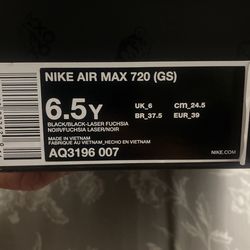 NIKE AIR MAX 720 (GS)
6.5Y
UK_6 cm_24.5
BR_37.5 EUR_39
BLACK/BLACK-LASER FUCHSIA
NOIR/FUCHSIA LASER/NOIR
MADE IN VIETNAM
FABRIQUE AU VIETNAM_HECHO EN VIETNAM
AQ3196 007
NIKE.COM